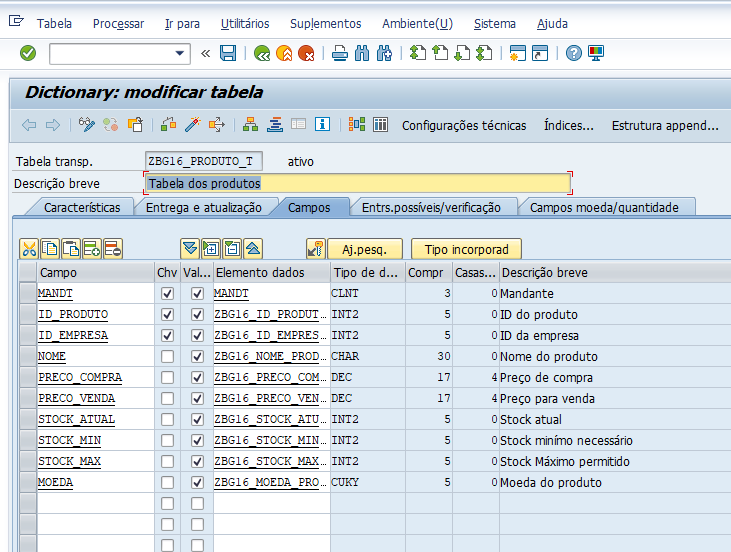 Tabela Processar Ir para Utilitários Suplementos Ambiente(U) Sistema Ajuda
Dictionary: modificar tabela
Configurações técnicas Índices... Estrutura append...
Tabela transp. ZBG16_PRODUTO_T ativo
Descrição breve Tabela dos produtos
Características Entrega e atualização Campos Entrs.possíveis/verificação Campos moeda/quantidade
Aj.pesq. Tipo incorporad
Campo Chv Val... Elemento dados Tipo de d... Compr Casas... Descrição breve
MANDT MANDT CLNT 3 0 Mandante
ID_PRODUTO ZBG16_ID_PRODUT... INT2 5 0 ID do produto
ID_EMPRESA ZBG16_ID_EMPRES... INT2 5 0 ID da empresa
NOME ZBG16_NOME_PROD... CHAR 30 0 Nome do produto
PRECO_COMPRA ZBG16_PRECO_COM... DEC 17 4 Preço de compra
PRECO_VENDA ZBG16_PRECO_VEN... DEC 17 4 Preço para venda
STOCK_ATUAL ZBG16_STOCK_ATU... INT2 5 0 Stock atual
STOCK_MIN ZBG16_STOCK_MIN... INT2 5 0 Stock minímo necessário
STOCK_MAX ZBG16_STOCK_MAX... INT2 5 0 Stock Máximo permitido
MOEDA ZBG16_MOEDA_PRO... CUKY 5 0 Moeda do produto